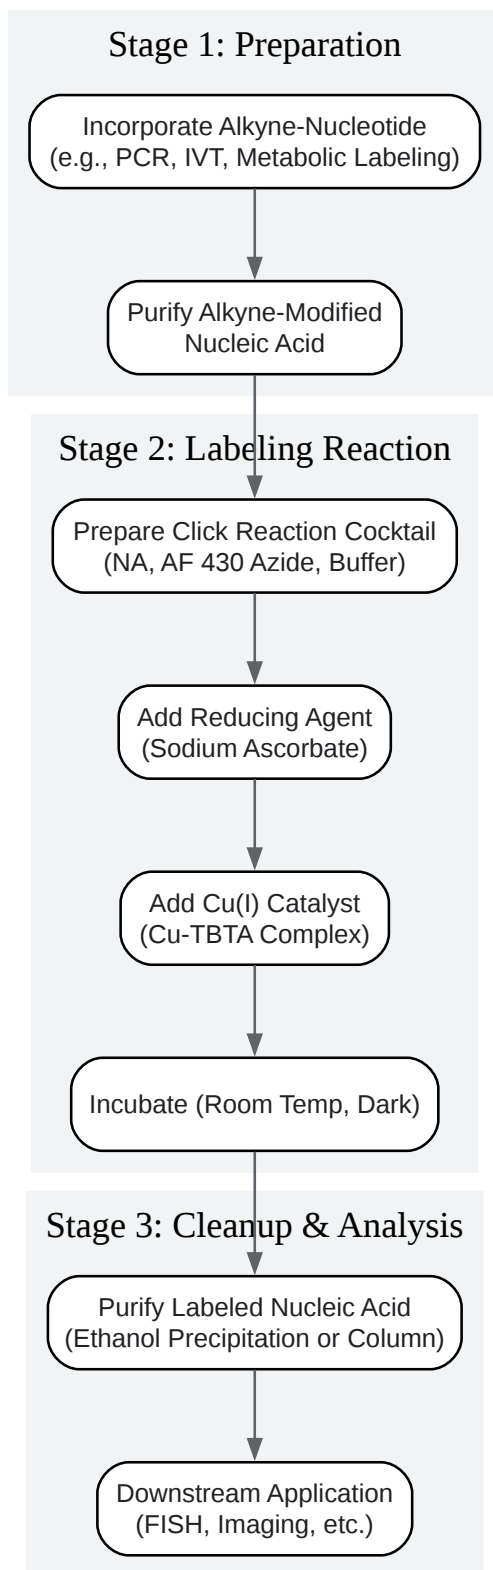 Stage 1: Preparation
Incorporate Alkyne-Nucleotide
(e.g., PCR, IVT, Metabolic Labeling)
Purify Alkyne-Modified
Nucleic Acid
Stage 2: Labeling Reaction
Prepare Click Reaction Cocktail
(NA, AF 430 Azide, Buffer)
Add Reducing Agent
(Sodium Ascorbate)
Add Cu(I) Catalyst
(Cu-TBTA Complex)
Incubate (Room Temp, Dark)
Stage 3: Cleanup & Analysis
Purify Labeled Nucleic Acid
(Ethanol Precipitation or Column)
Downstream Application
(FISH, Imaging, etc.)